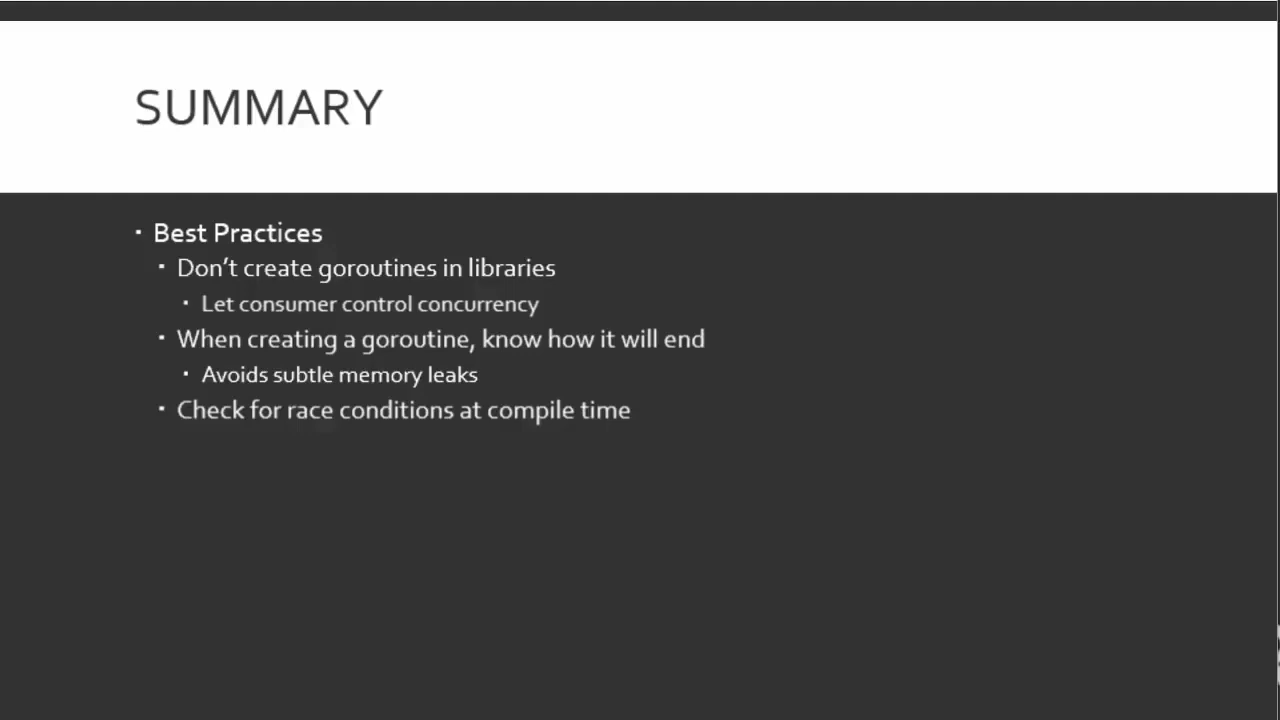 SUMMARY
▪ Best Practices
▪ Don’t create goroutines in libraries
▪ Let consumer control concurrency
▪ When creating a goroutine, know how it will end
▪ Avoids subtle memory leaks
▪ Check for race conditions at compile time